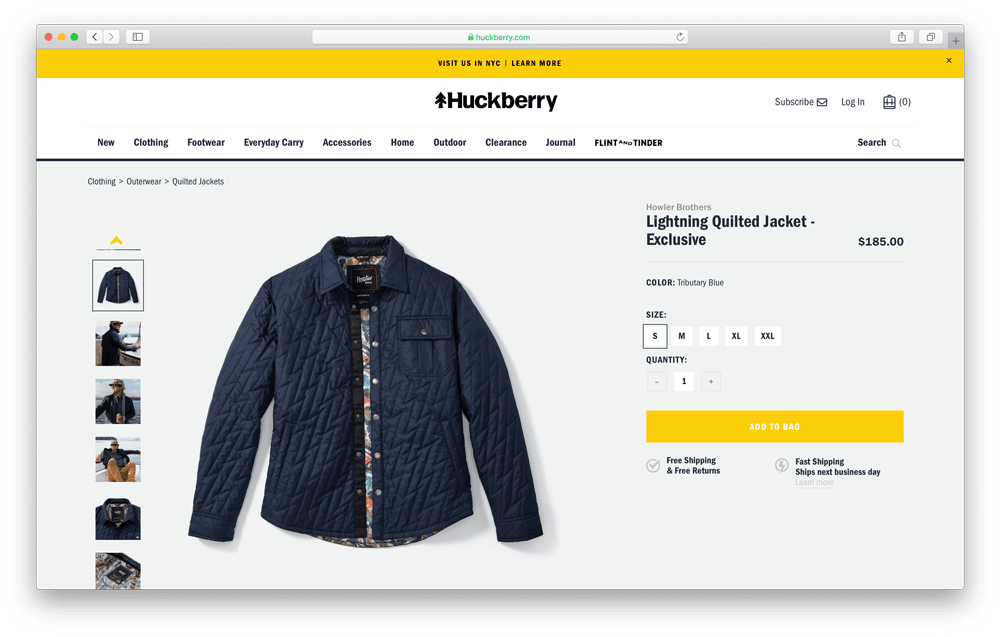 huckberry.com
VISIT US IN NYC | LEARN MORE
Huckberry
Subscribe Log In (0)
New Clothing Footwear Everyday Carry Accessories Home Outdoor Clearance Journal FLINT AND TINDER Search
Clothing > Outerwear > Quilted Jackets
Howler Brothers
Lightning Quilted Jacket -
Exclusive
$185.00
COLOR: Tributary Blue
SIZE:
S M L XL XXL
QUANTITY:
– 1 +
ADD TO BAG
Free Shipping
& Free Returns
Fast Shipping
Ships next business day
Learn more
Howler